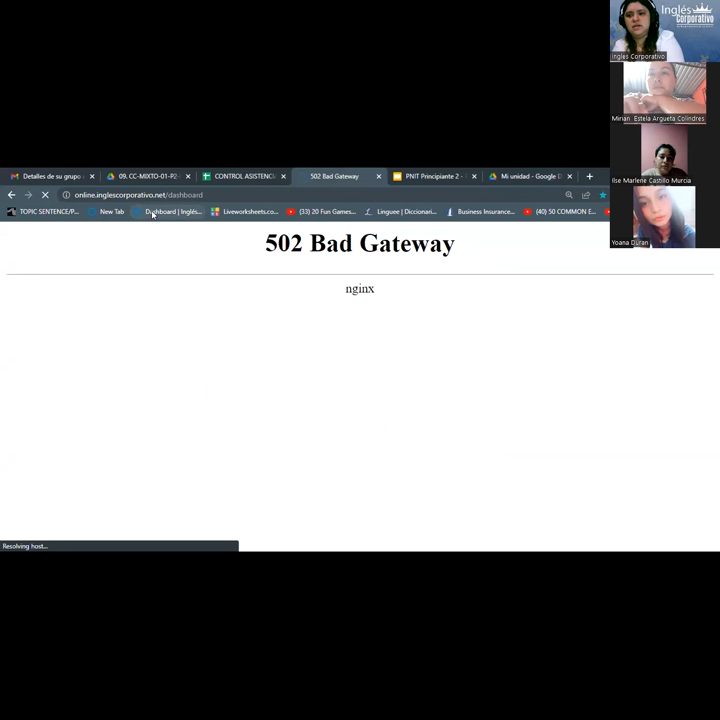 Inglés
Corporativo
Ingles Corporativo
Mirian Estela Argueta Colindres
Ilse Marlene Castillo Murcia
Yoana Duran
Detalles de su grupo
09. CC-MIXTO-01-P2-
CONTROL ASISTENCI
502 Bad Gateway
PNIT Principiante 2 -
Mi unidad - Google D
online.inglescorporativo.net/dashboard
TOPIC SENTENCE/P...
New Tab
Dashboard | Inglés...
Liveworksheets.co...
(33) 20 Fun Games...
Linguee | Diccionari...
Business Insurance...
(40) 50 COMMON E...
502 Bad Gateway
nginx
Resolving host...